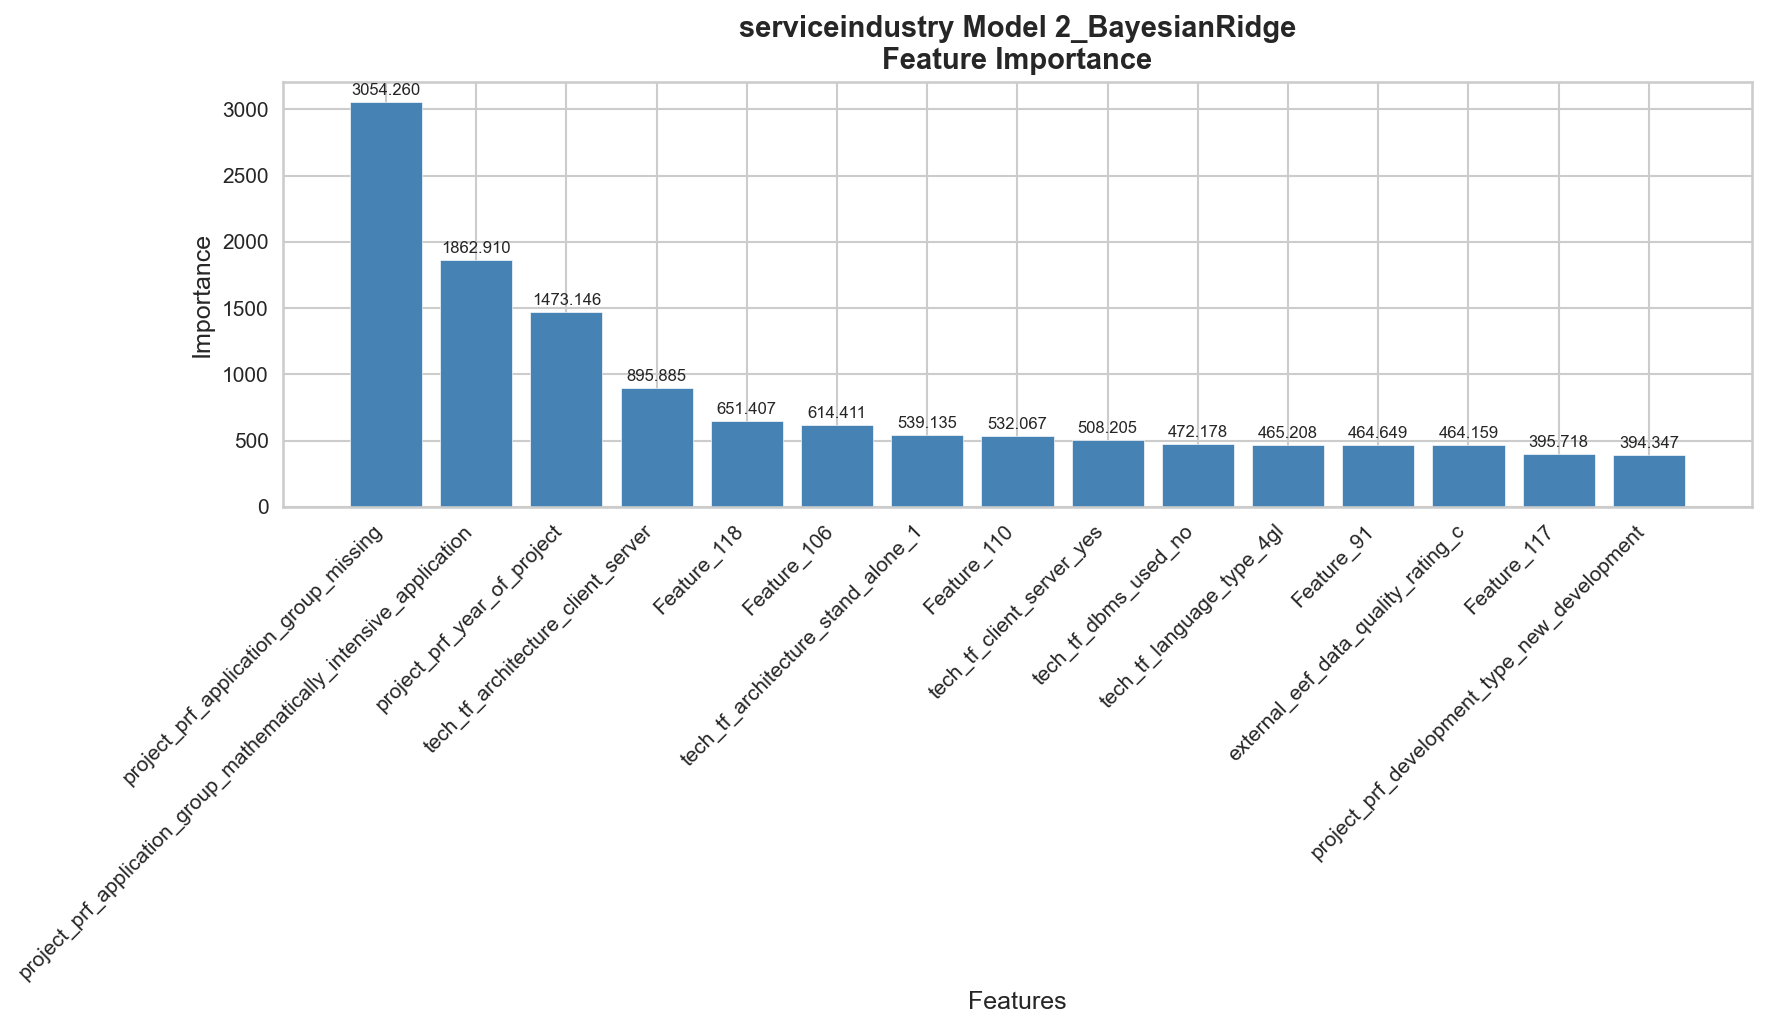 serviceindustry Model 2_BayesianRidge
Feature Importance
Importance
3000
2500
2000
1500
1000
500
0
3054.260
1862.910
1473.146
895.885
651.407
614.411
539.135
532.067
508.205
472.178
465.208
464.649
464.159
395.718
394.347
project_prf_application_group_missing
project_prf_application_group_mathematically_intensive_application
project_prf_year_of_project
tech_tf_architecture_client_server
Feature_118
Feature_106
tech_tf_architecture_stand_alone_1
Feature_110
tech_tf_client_server_yes
tech_tf_dbms_used_no
tech_tf_language_type_4gl
Feature_91
external_eef_data_quality_rating_c
Feature_117
project_prf_development_type_new_development
Features